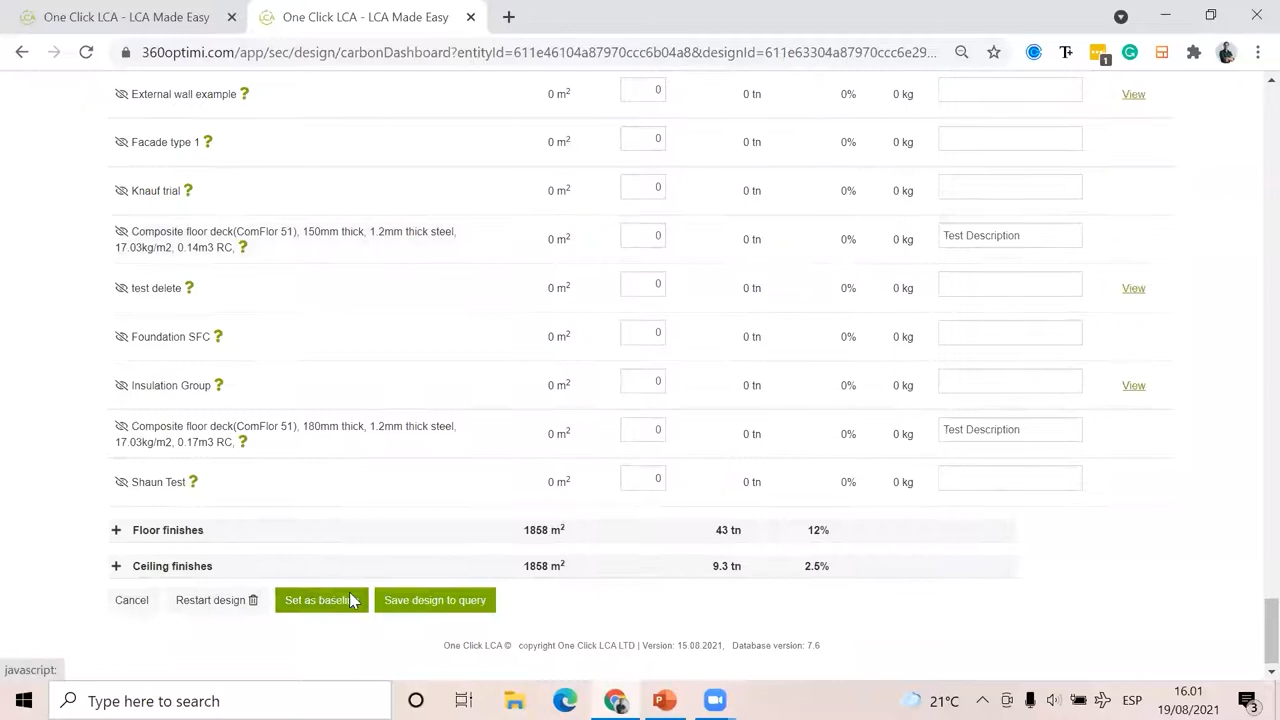 One Click LCA - LCA Made Easy
One Click LCA - LCA Made Easy
360optimi.com/app/sec/design/carbonDashboard?entityId=611e46104a87970ccc6b04a8&designId=611e63304a87970ccc6e29...
1
External wall example ? 0 m² 0 0 tn 0% 0 kg View
Facade type 1 ? 0 m² 0 0 tn 0% 0 kg
Knauf trial ? 0 m² 0 0 tn 0% 0 kg
Composite floor deck(ComFlor 51), 150mm thick, 1.2mm thick steel,
17.03kg/m2, 0.14m3 RC, ? 0 m² 0 0 tn 0% 0 kg Test Description
test delete ? 0 m² 0 0 tn 0% 0 kg View
Foundation SFC ? 0 m² 0 0 tn 0% 0 kg
Insulation Group ? 0 m² 0 0 tn 0% 0 kg View
Composite floor deck(ComFlor 51), 180mm thick, 1.2mm thick steel,
17.03kg/m2, 0.17m3 RC, ? 0 m² 0 0 tn 0% 0 kg Test Description
Shaun Test ? 0 m² 0 0 tn 0% 0 kg
+ Floor finishes 1858 m² 43 tn 12%
+ Ceiling finishes 1858 m² 9.3 tn 2.5%
Cancel Restart design Set as baseline Save design to query
One Click LCA © copyright One Click LCA LTD | Version: 15.08.2021, Database version: 7.6
javascript:
Type here to search 21°C ESP 16.01
19/08/2021 3